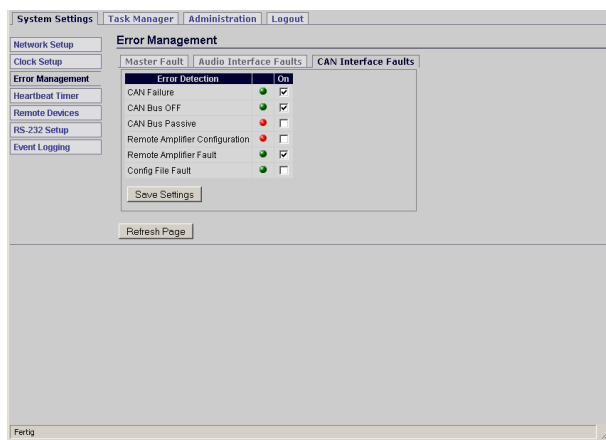 System Settings Task Manager Administration Logout
Network Setup
Clock Setup
Error Management
Heartbeat Timer
Remote Devices
RS-232 Setup
Event Logging
Error Management
Master Fault Audio Interface Faults CAN Interface Faults
Error Detection On
CAN Failure
CAN Bus OFF
CAN Bus Passive
Remote Amplifier Configuration
Remote Amplifier Fault
Config File Fault
Save Settings
Refresh Page
Fertig